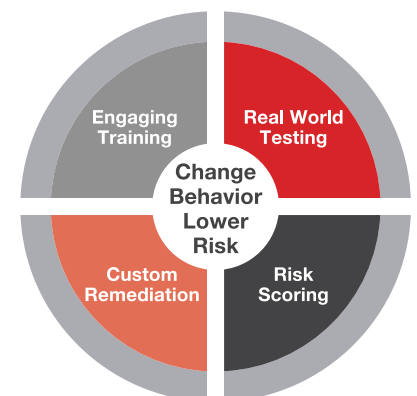 Engaging
Training
Real World
Testing
Change
Behavior
Lower
Risk
Custom
Remediation
Risk
Scoring